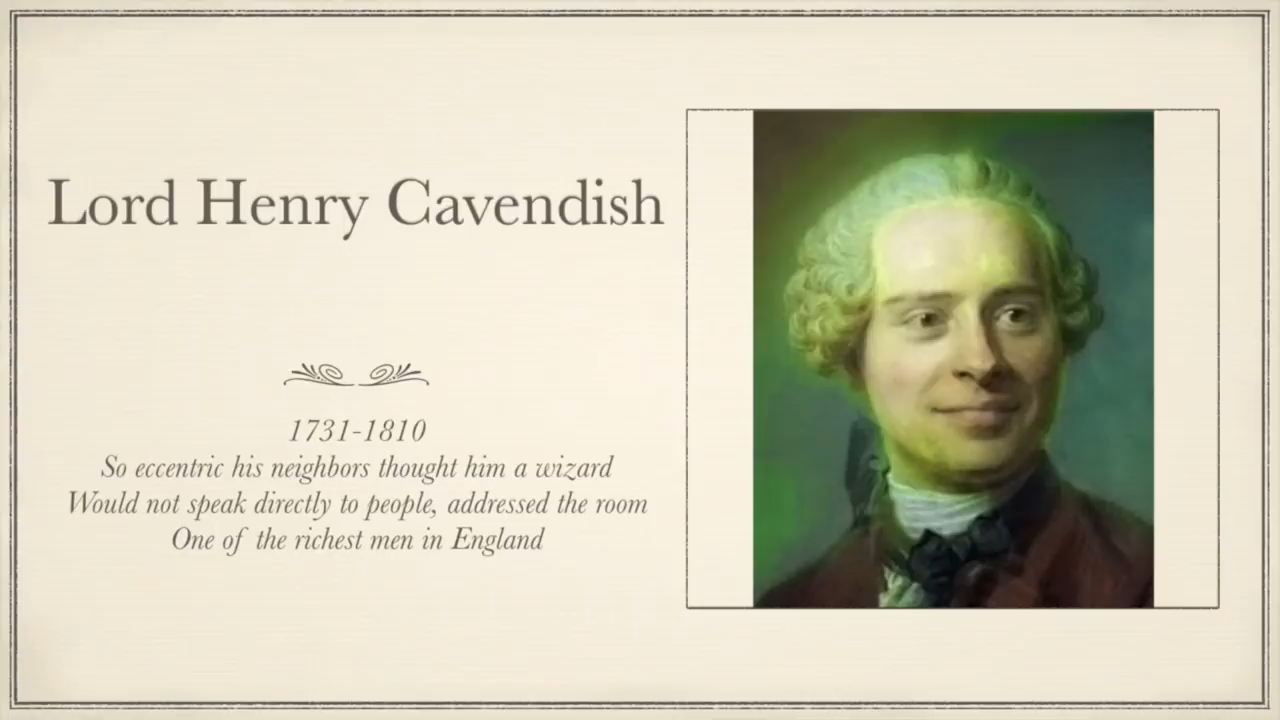 Lord Henry Cavendish
1731-1810
So eccentric his neighbors thought him a wizard
Would not speak directly to people, addressed the room
One of the richest men in England